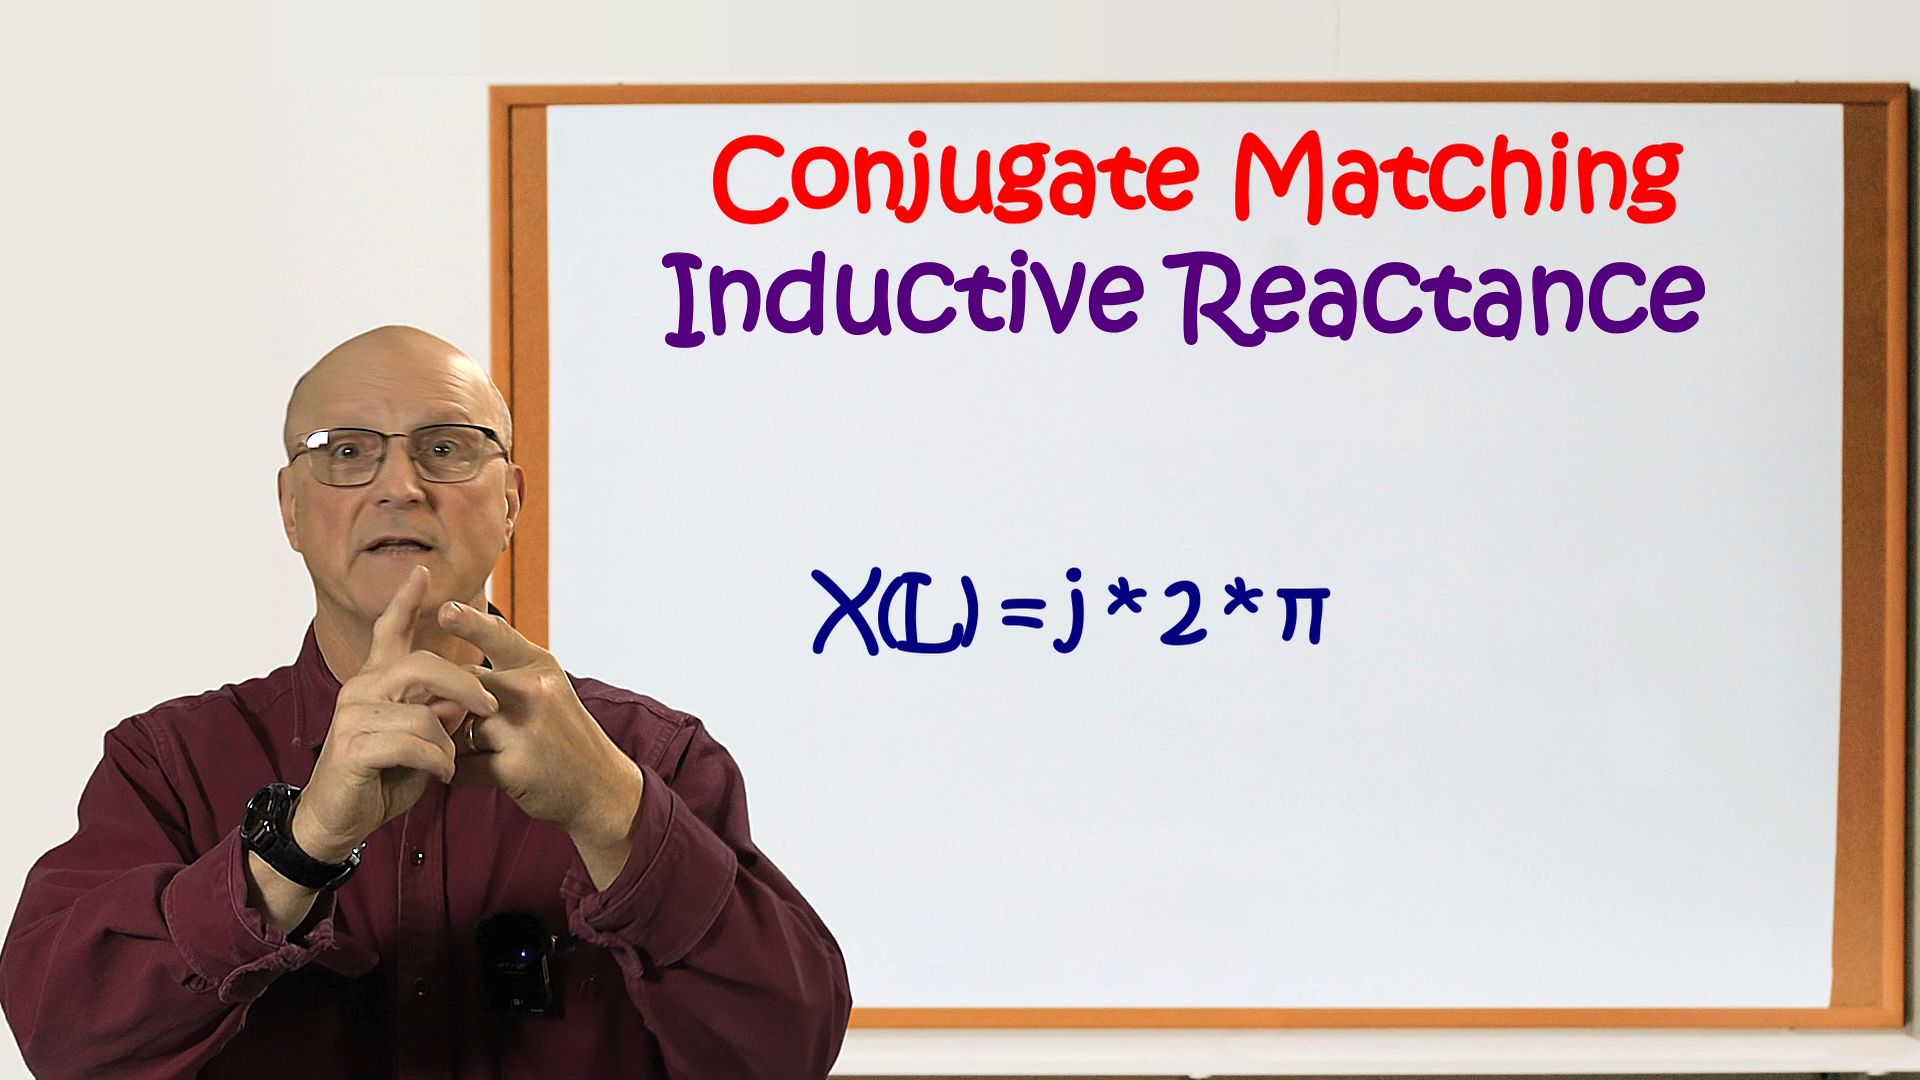 Conjugate Matching
Inductive Reactance
X(L) = j * 2 * π